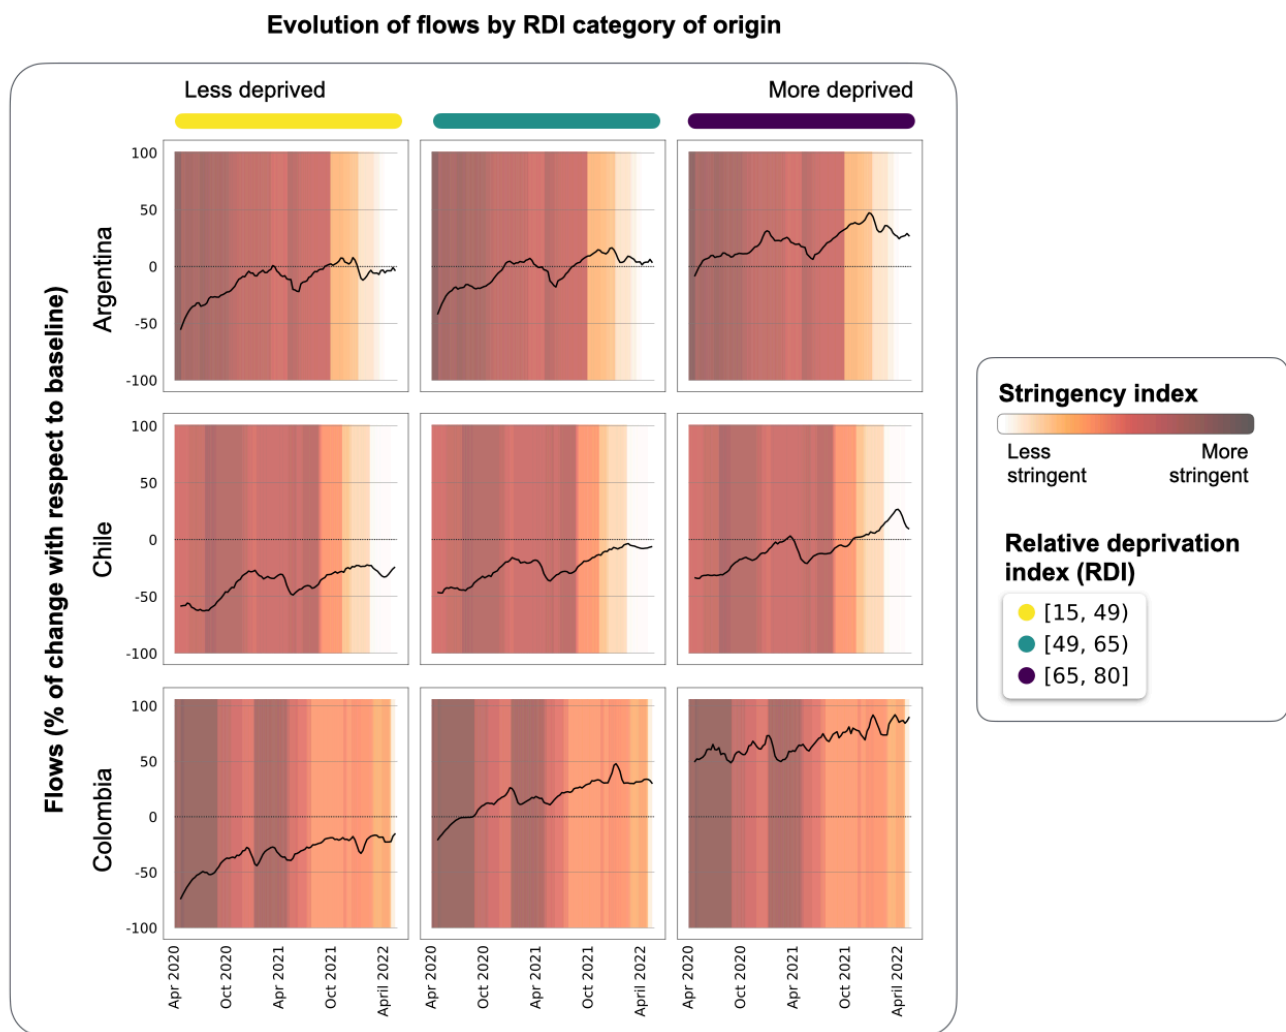 Evolution of flows by RDI category of origin
Less deprived
More deprived
Flows (% of change with respect to baseline)
Argentina
100
50
0
-50
-100
Chile
100
50
0
-50
-100
Colombia
100
50
0
-50
-100
Apr 2020
Oct 2020
Apr 2021
Oct 2021
April 2022
Apr 2020
Oct 2020
Apr 2021
Oct 2021
April 2022
Apr 2020
Oct 2020
Apr 2021
Oct 2021
April 2022
Stringency index
Less
stringent
More
stringent
Relative deprivation
index (RDI)
[15, 49)
[49, 65)
[65, 80]